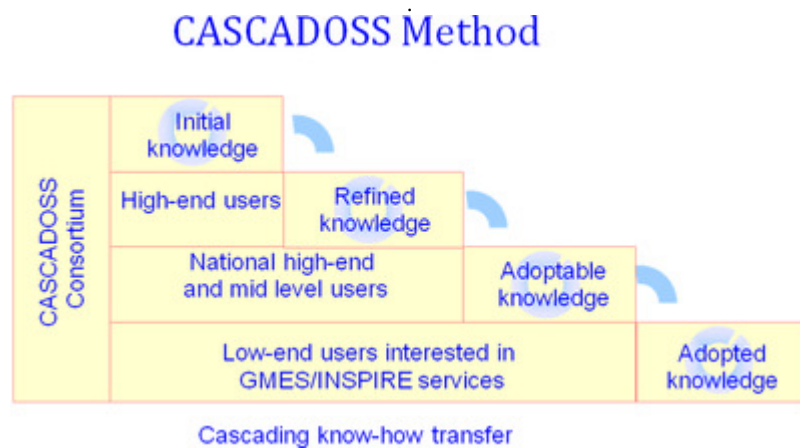 CASCADOSS Method
CASCADOSS
Consortium
Initial
knowledge
High-end users
Refined
knowledge
National high-end
and mid level users
Adoptable
knowledge
Low-end users interested in
GMES/INSPIRE services
Adopted
knowledge
Cascading know-how transfer